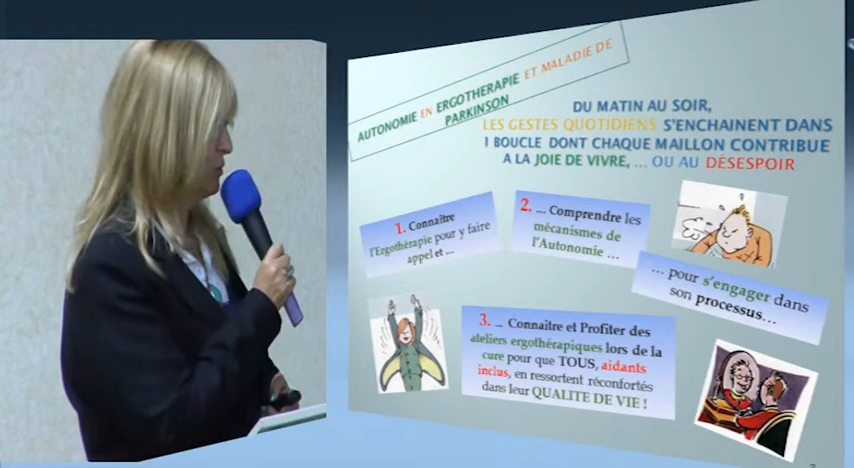 AUTONOMIE EN ERGOTHERAPIE ET MALADIE DE
PARKINSON
DU MATIN AU SOIR,
LES GESTES QUOTIDIENS S'ENCHAINENT DANS
1 BOUCLE DONT CHAQUE MAILLON CONTRIBUE
A LA JOIE DE VIVRE, ... OU AU DÉSESPOIR
1. Connaître
l'Ergothérapie pour y faire
appel et ...
2. ... Comprendre les
mécanismes de
l'Autonomie ...
... pour s'engager dans
son processus...
3. ... Connaitre et Profiter des
ateliers ergothérapiques lors de la
cure pour que TOUS, aidants
inclus, en ressortent réconfortés
dans leur QUALITE DE VIE !